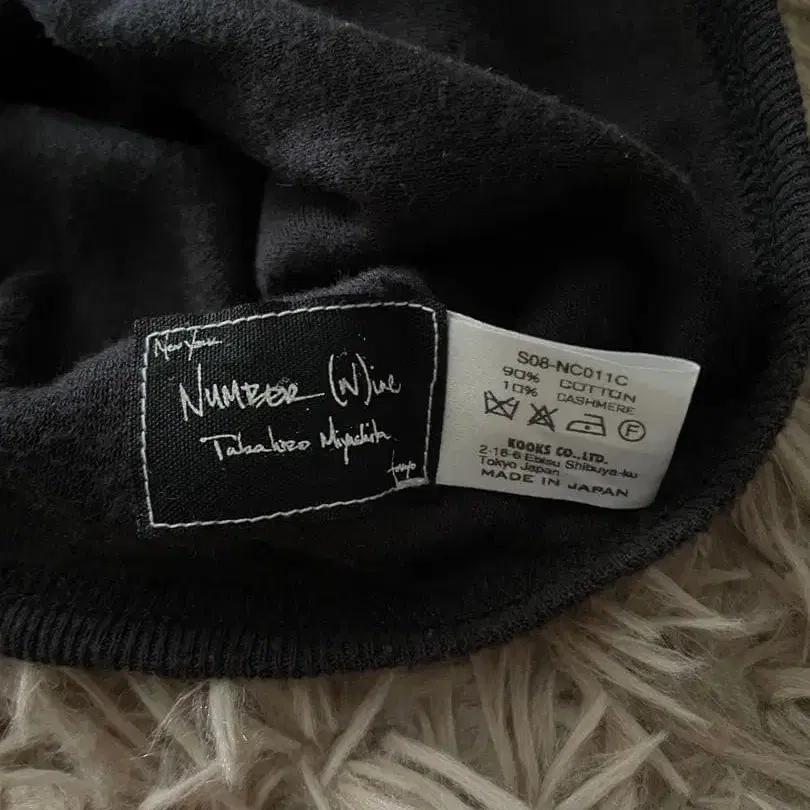 New York
NUMBER (N)ine
Takahiro Miyashita
tokyo
S08-NC011C
90% COTTON
10% CASHMERE
F
KOOKS CO.,LTD.
2-16-6 Ebisu Shibuya-ku
Tokyo Japan
MADE IN JAPAN